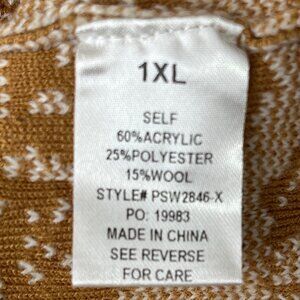 1XL
SELF
60%ACRYLIC
25%POLYESTER
15%WOOL
STYLE# PSW2846-X
PO: 19983
MADE IN CHINA
SEE REVERSE
FOR CARE